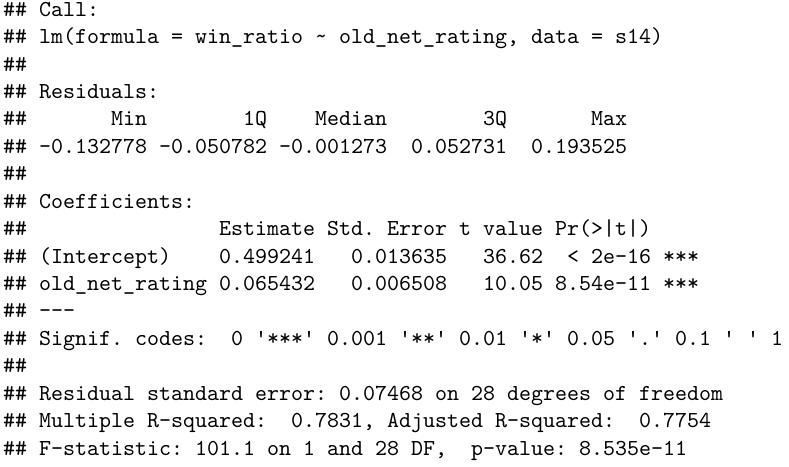 ## Call:
## lm(formula = win_ratio ~ old_net_rating, data = s14)
##
## Residuals:
##       Min        1Q    Median        3Q       Max
## -0.132778 -0.050782 -0.001273  0.052731  0.193525
##
## Coefficients:
##                Estimate Std. Error t value Pr(>|t|)
## (Intercept)    0.499241   0.013635   36.62  < 2e-16 ***
## old_net_rating 0.065432   0.006508   10.05 8.54e-11 ***
## ---
## Signif. codes:  0 '***' 0.001 '**' 0.01 '*' 0.05 '.' 0.1 ' ' 1
##
## Residual standard error: 0.07468 on 28 degrees of freedom
## Multiple R-squared:  0.7831, Adjusted R-squared:  0.7754
## F-statistic: 101.1 on 1 and 28 DF,  p-value: 8.535e-11